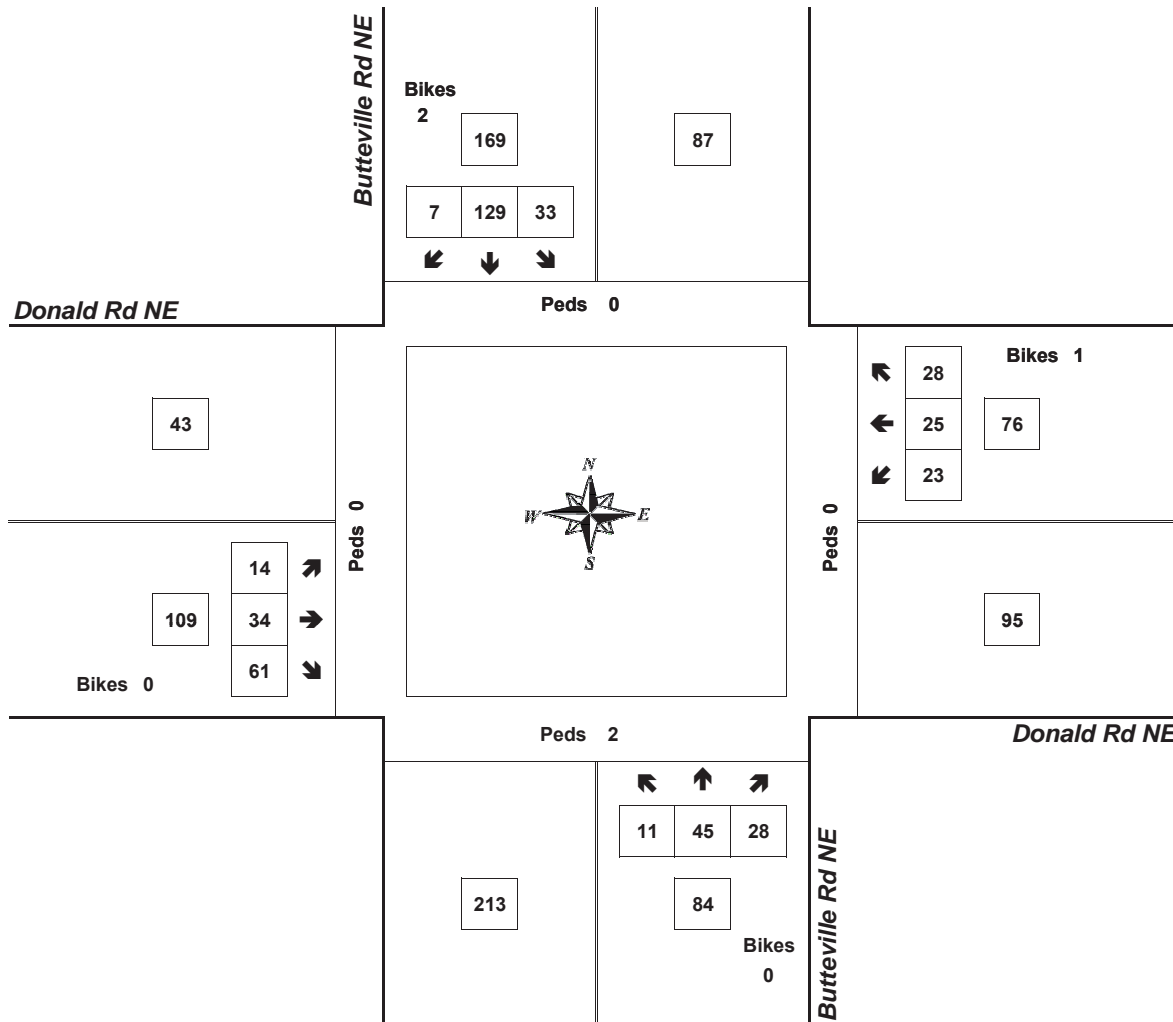 Butteville Rd NE
Bikes
2
169
87
7 129 33
Peds 0
Donald Rd NE
43
Peds 0
14
109 34
61
Bikes 0
N
W E
S
Peds 0
28
25 76
23
Bikes 1
95
Donald Rd NE
Peds 2
11 45 28
213
84
Bikes
0
Butteville Rd NE